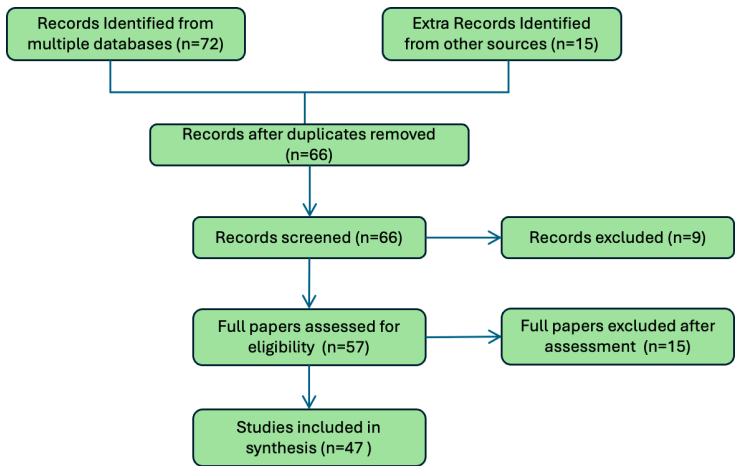 Records Identified from
multiple databases (n=72)
Extra Records Identified
from other sources (n=15)
Records after duplicates removed
(n=66)
Records screened (n=66)
Records excluded (n=9)
Full papers assessed for
eligibility (n=57)
Full papers excluded after
assessment (n=15)
Studies included in
synthesis (n=47 )